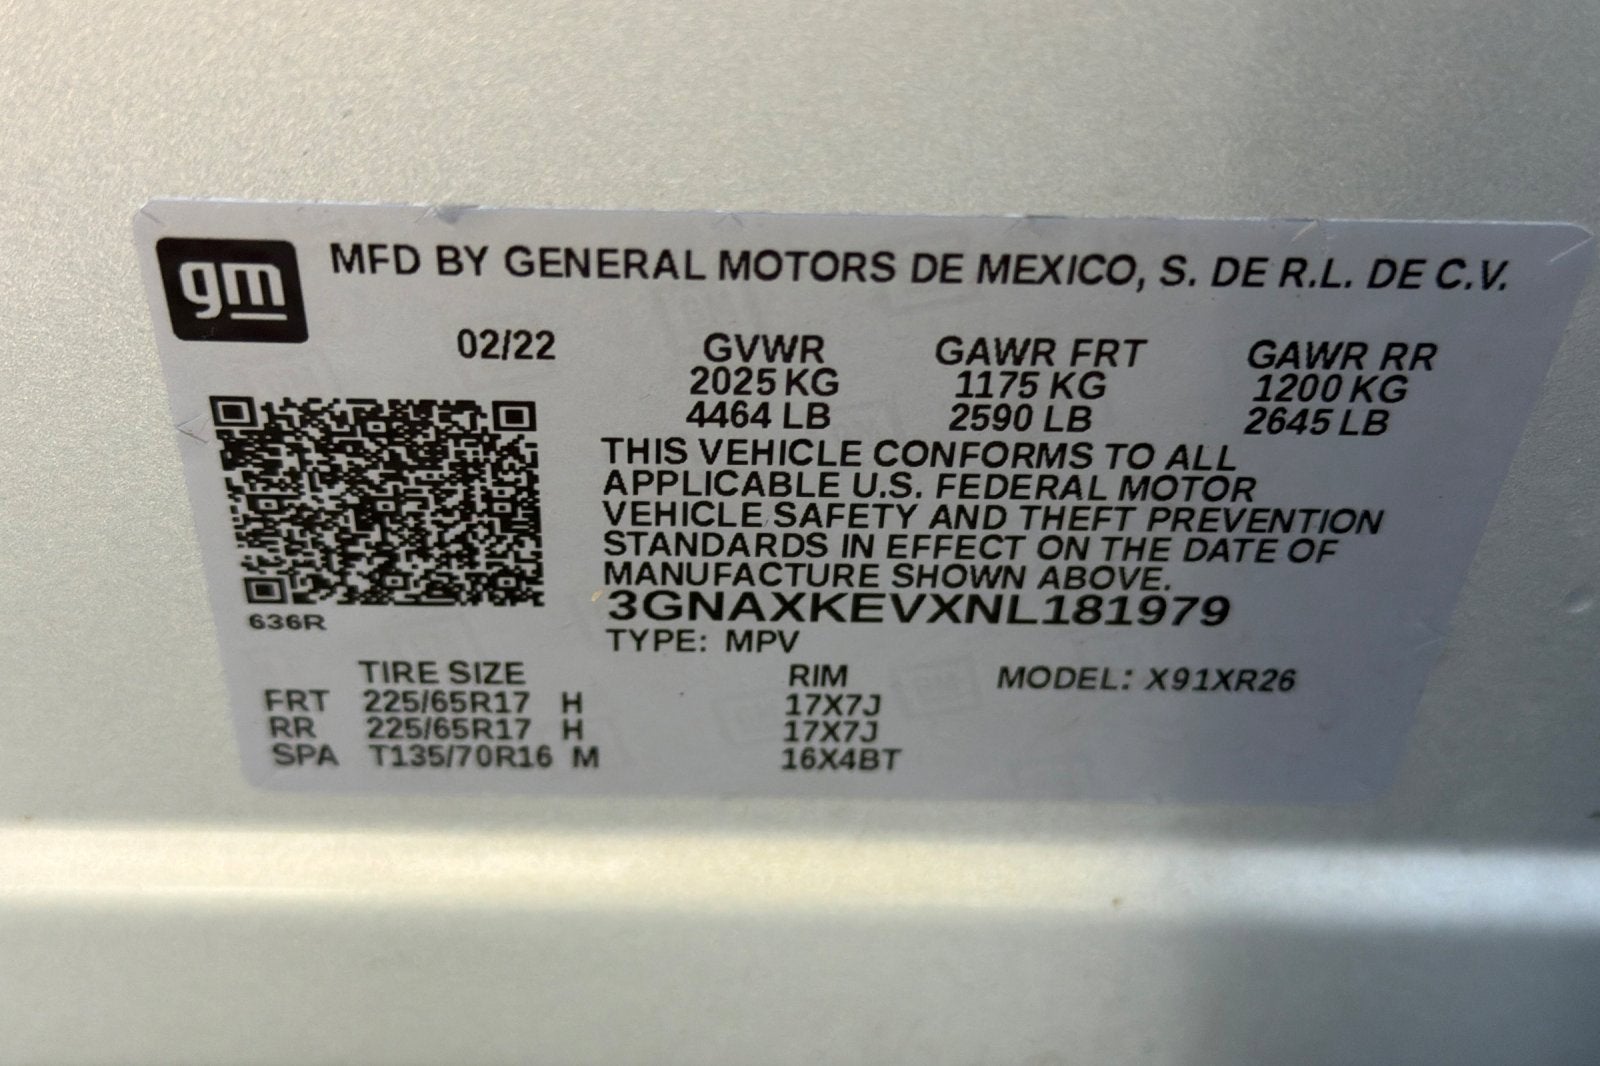 gm
MFD BY GENERAL MOTORS DE MEXICO, S. DE R.L. DE C.V.
02/22 GVWR GAWR FRT GAWR RR
2025 KG 1175 KG 1200 KG
4464 LB 2590 LB 2645 LB
THIS VEHICLE CONFORMS TO ALL
APPLICABLE U.S. FEDERAL MOTOR
VEHICLE SAFETY AND THEFT PREVENTION
STANDARDS IN EFFECT ON THE DATE OF
MANUFACTURE SHOWN ABOVE.
3GNAXKEVXNL181979
636R
TYPE: MPV
TIRE SIZE RIM MODEL: X91XR26
FRT 225/65R17 H 17X7J
RR 225/65R17 H 17X7J
SPA T135/70R16 M 16X4BT